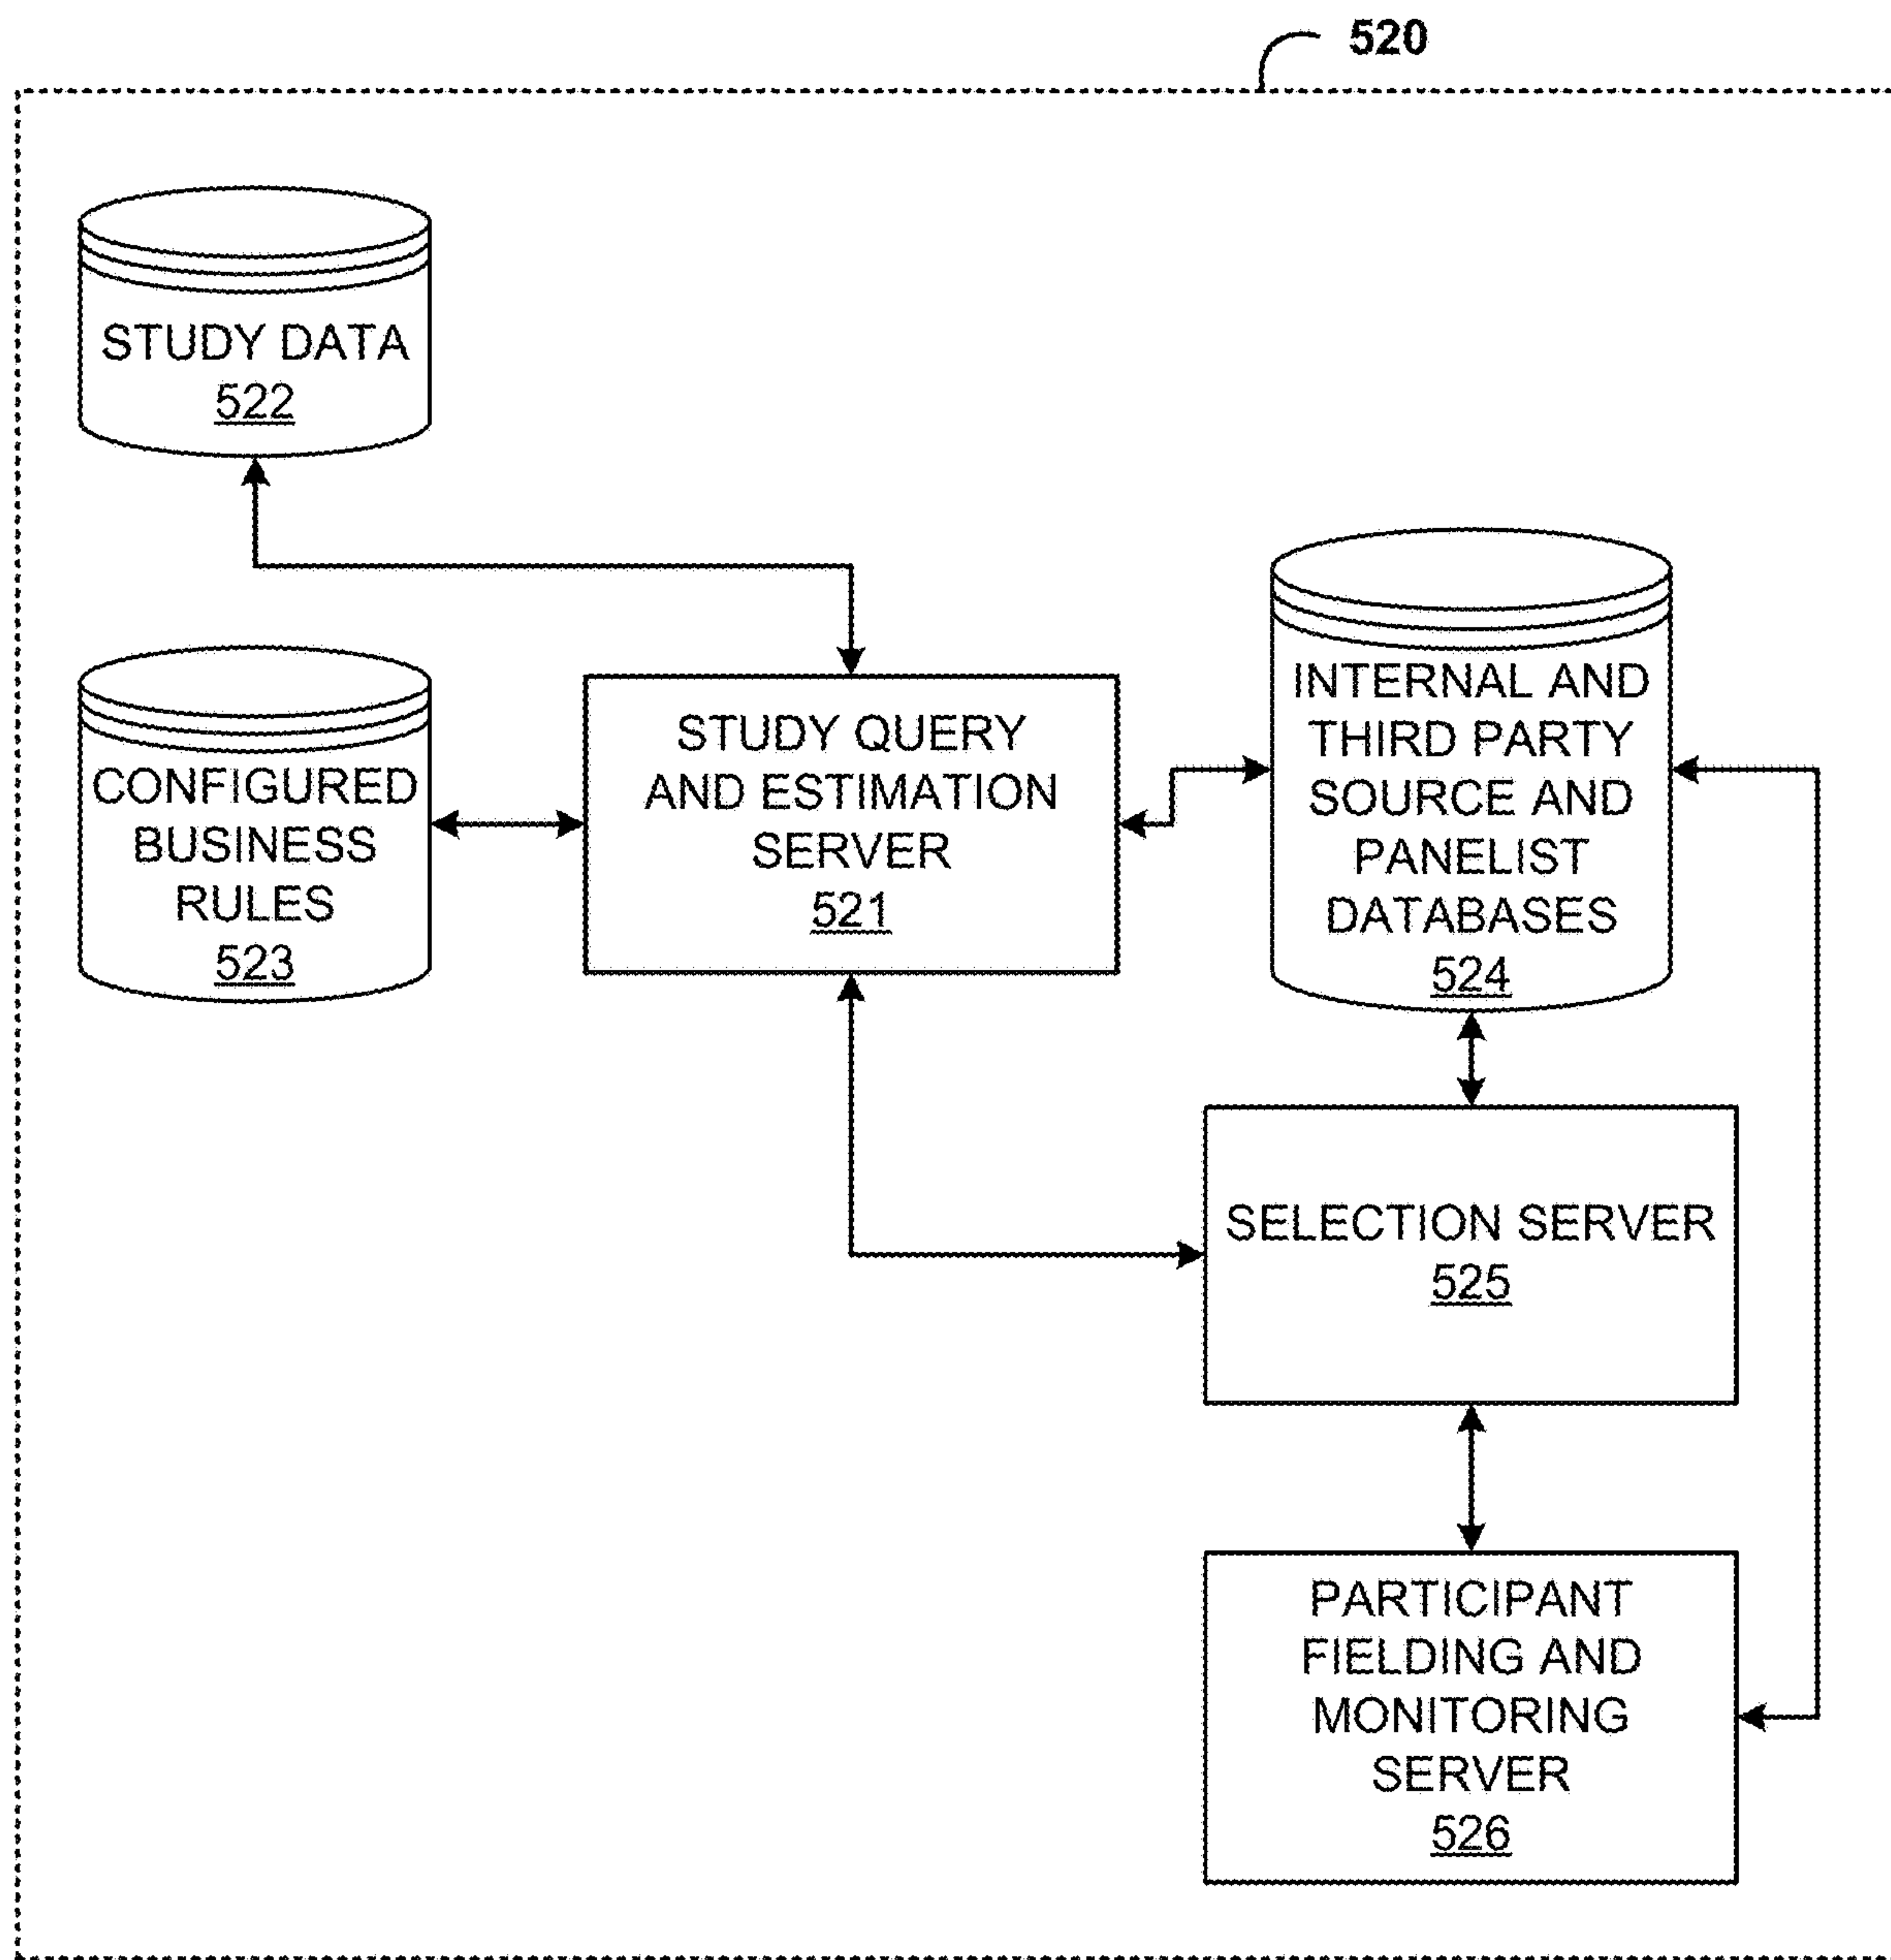 520
STUDY DATA
522
CONFIGURED
BUSINESS
RULES
523
STUDY QUERY
AND ESTIMATION
SERVER
521
INTERNAL AND
THIRD PARTY
SOURCE AND
PANELIST
DATABASES
524
SELECTION SERVER
525
PARTICIPANT
FIELDING AND
MONITORING
SERVER
526